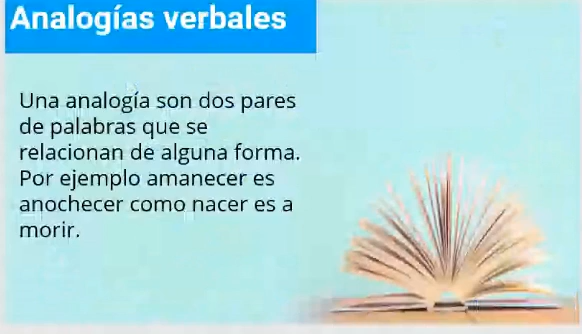 Analogías verbales
Una analogía son dos pares
de palabras que se
relacionan de alguna forma.
Por ejemplo amanecer es
anochecer como nacer es a
morir.